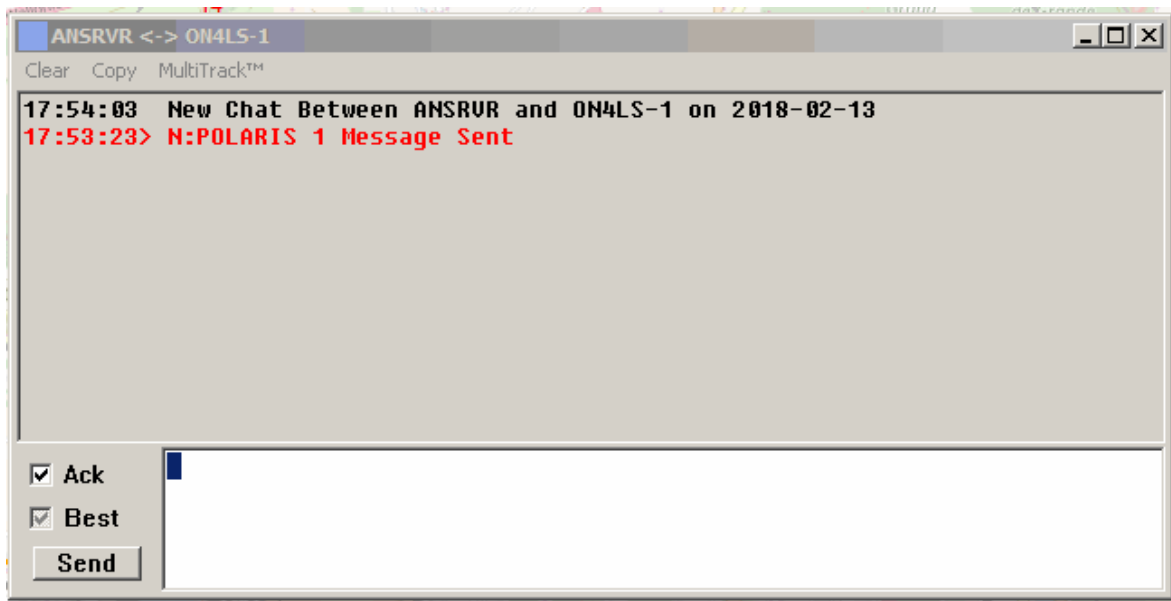 ANSRVR <-> ON4LS-1
Clear Copy MultiTrack™
17:54:03 New Chat Between ANSRVR and ON4LS-1 on 2018-02-13
17:53:23> N:POLARIS 1 Message Sent
Ack
Best
Send